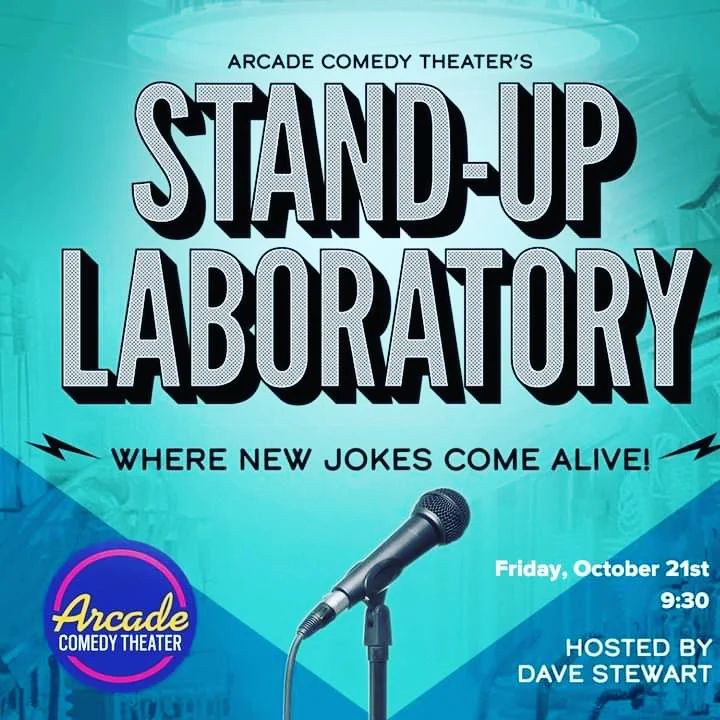 ARCADE COMEDY THEATER'S
STAND-UP
LABORATORY
WHERE NEW JOKES COME ALIVE!
Friday, October 21st
9:30
HOSTED BY
DAVE STEWART
Arcade
COMEDY THEATER